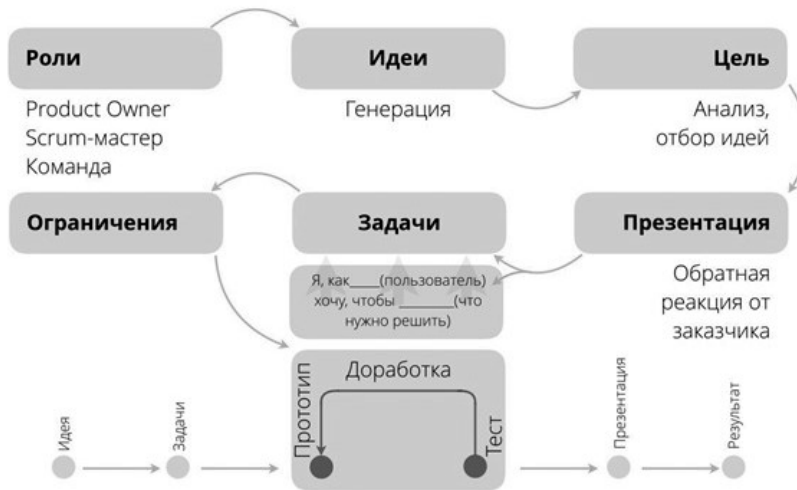 Роли
Идеи
Цель
Product Owner
Scrum-мастер
Команда
Генерация
Анализ,
отбор идей
Ограничения
Задачи
Презентация
Я, как____(пользователь)
хочу, чтобы ________(что
нужно решить)
Обратная
реакция от
заказчика
Доработка
Прототип
Тест
Идея
Задачи
Презентация
Результат